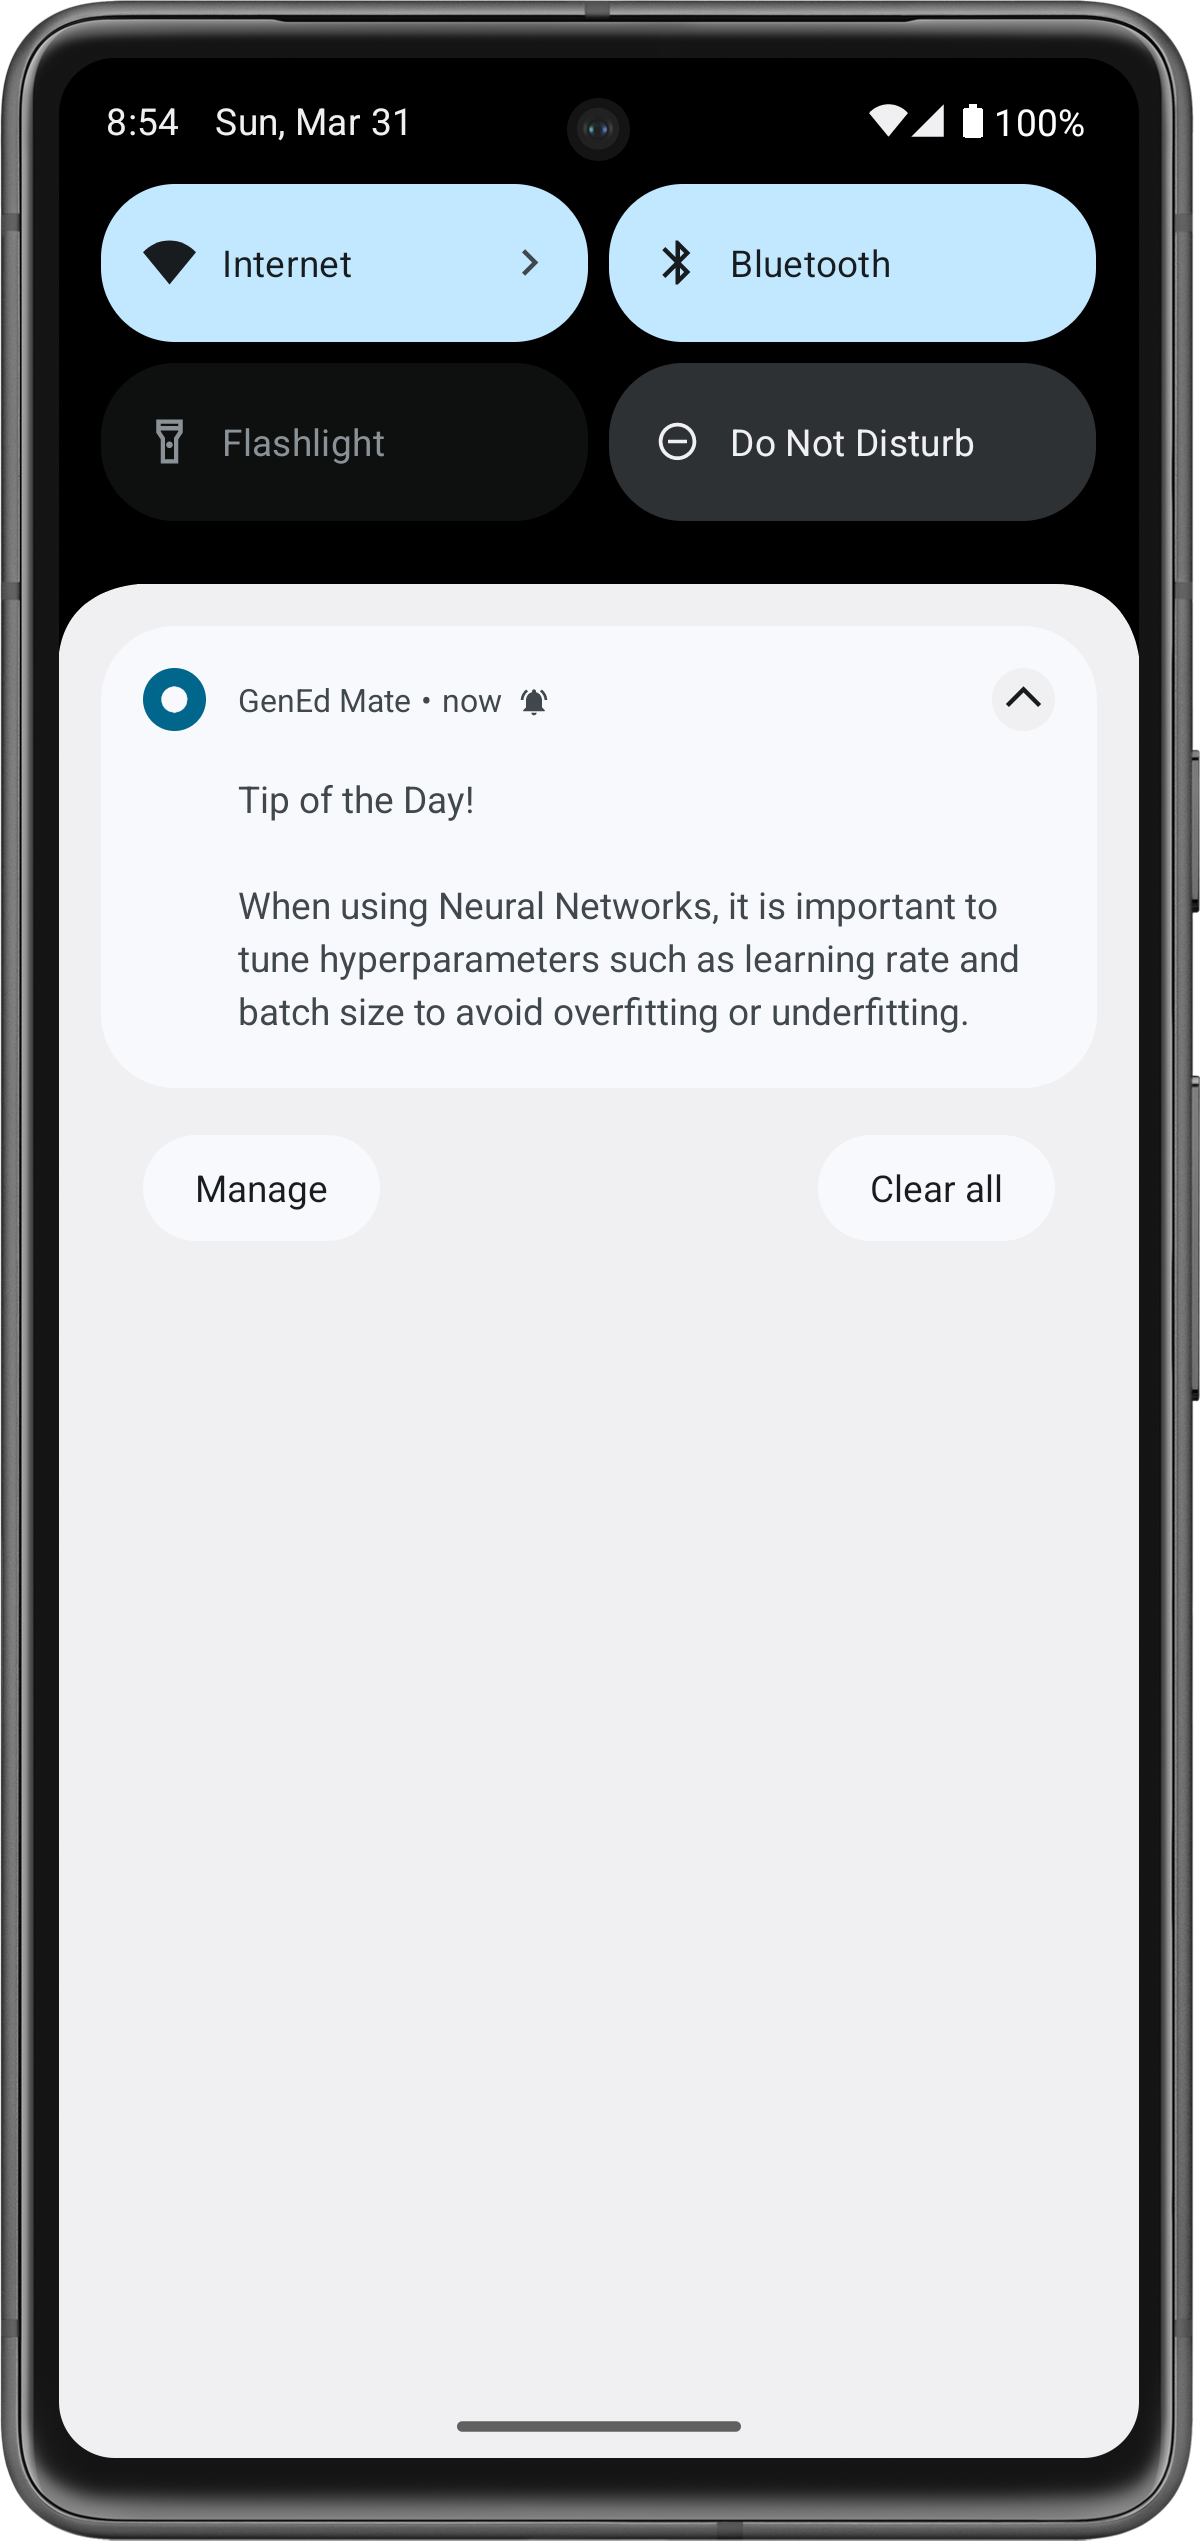 8:54 Sun, Mar 31 100%
Internet Bluetooth
Flashlight Do Not Disturb
GenEd Mate • now
Tip of the Day!
When using Neural Networks, it is important to
tune hyperparameters such as learning rate and
batch size to avoid overfitting or underfitting.
Manage Clear all